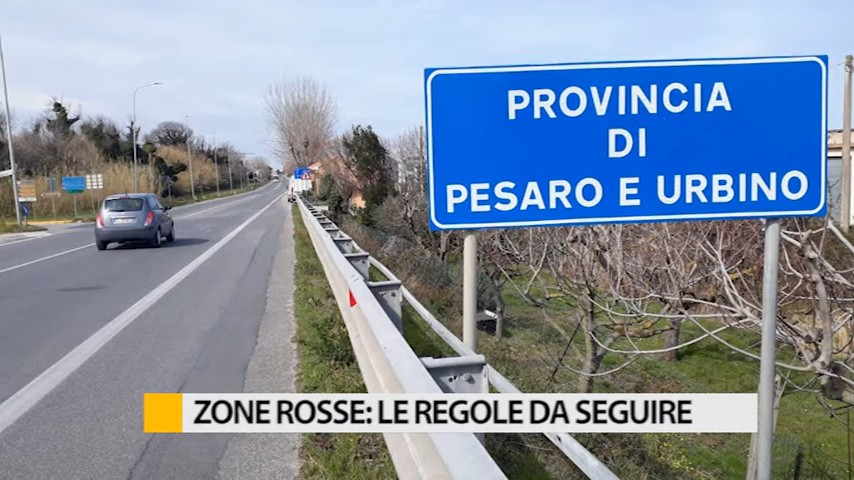 PROVINCIA
DI
PESARO E URBINO
ZONE ROSSE: LE REGOLE DA SEGUIRE